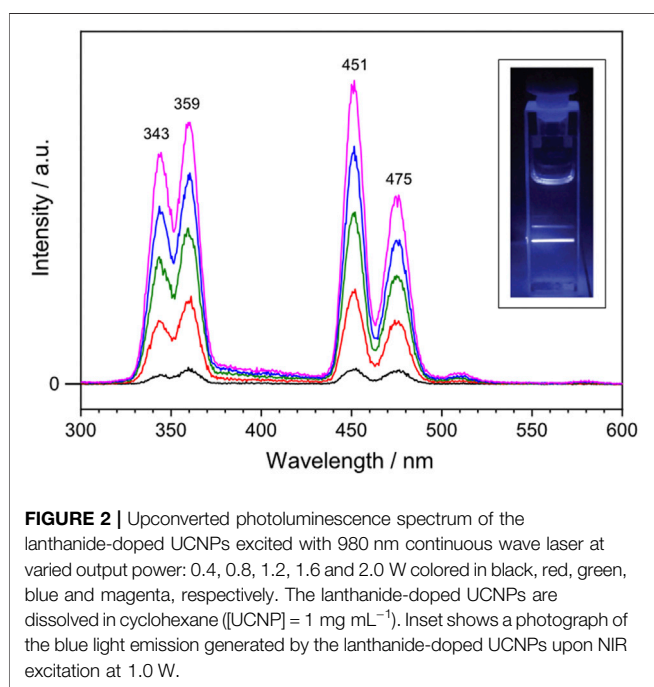 451
359
343
475
Intensity / a.u.
0
300 350 400 450 500 550 600
Wavelength / nm
FIGURE 2 | Upconverted photoluminescence spectrum of the
lanthanide-doped UCNPs excited with 980 nm continuous wave laser at
varied output power: 0.4, 0.8, 1.2, 1.6 and 2.0 W colored in black, red, green,
blue and magenta, respectively. The lanthanide-doped UCNPs are
dissolved in cyclohexane ([UCNP] = 1 mg mL⁻¹). Inset shows a photograph of
the blue light emission generated by the lanthanide-doped UCNPs upon NIR
excitation at 1.0 W.